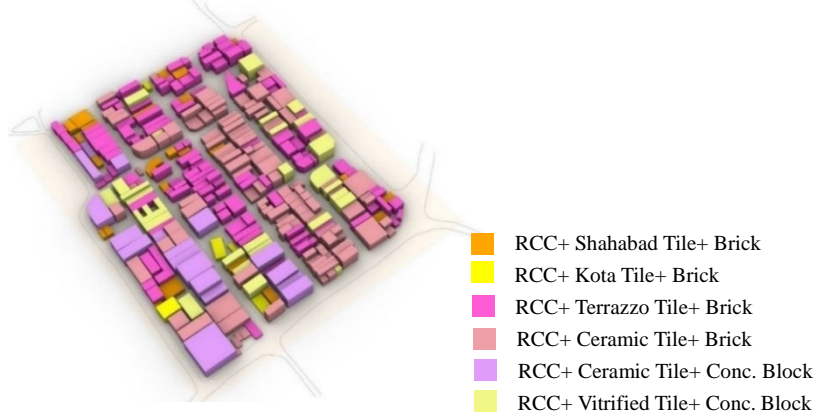 RCC+ Shahabad Tile+ Brick
RCC+ Kota Tile+ Brick
RCC+ Terrazzo Tile+ Brick
RCC+ Ceramic Tile+ Brick
RCC+ Ceramic Tile+ Conc. Block
RCC+ Vitrified Tile+ Conc. Block